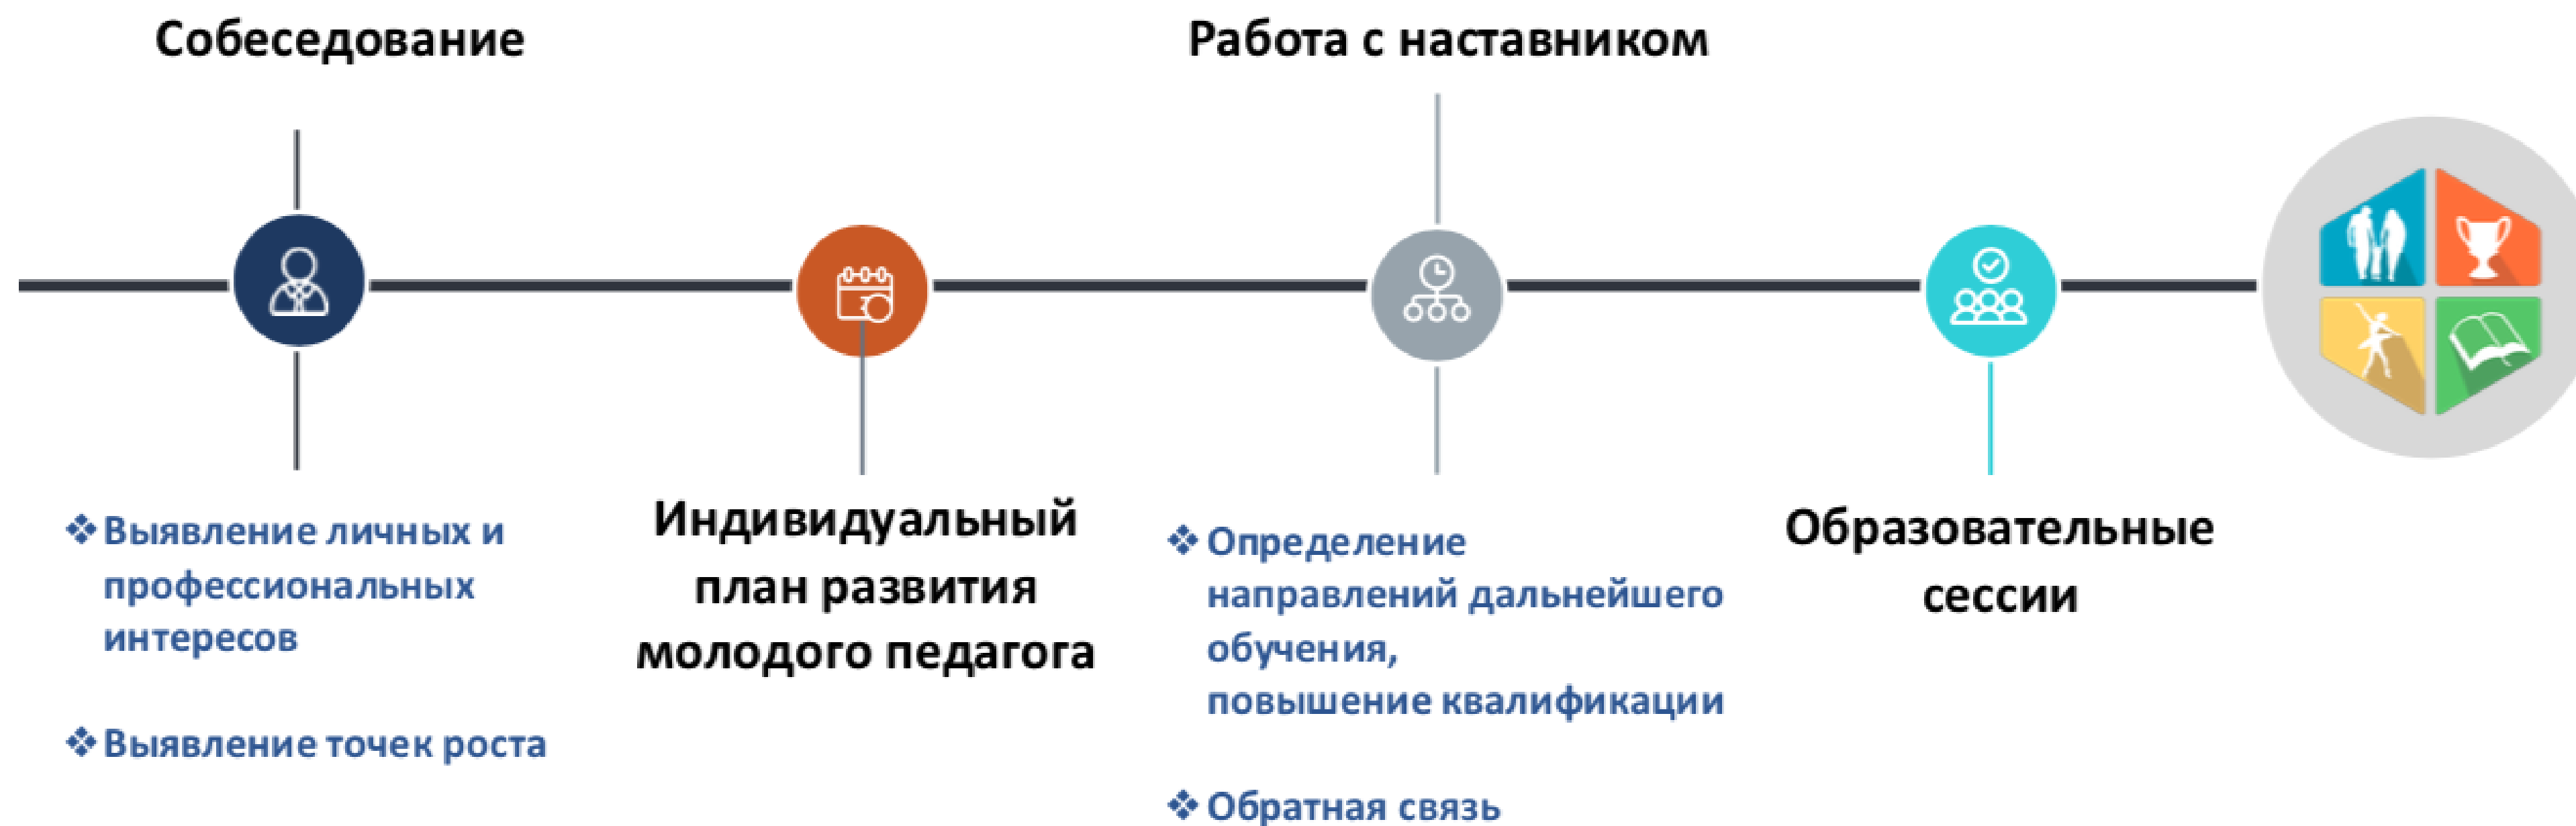 Собеседование
Работа с наставником
❖ Выявление личных и
профессиональных
интересов
❖ Выявление точек роста
Индивидуальный
план развития
молодого педагога
❖ Определение
направлений дальнейшего
обучения,
повышение квалификации
❖ Обратная связь
Образовательные
сессии